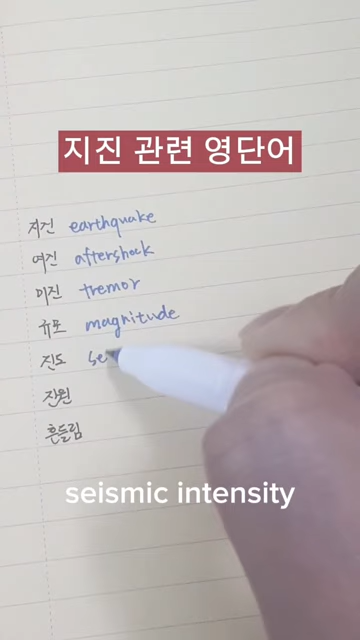 지진 관련 영단어
지진 earthquake
여진 aftershock
미진 tremor
규모 magnitude
진도 se
진원
흔들림
seismic intensity